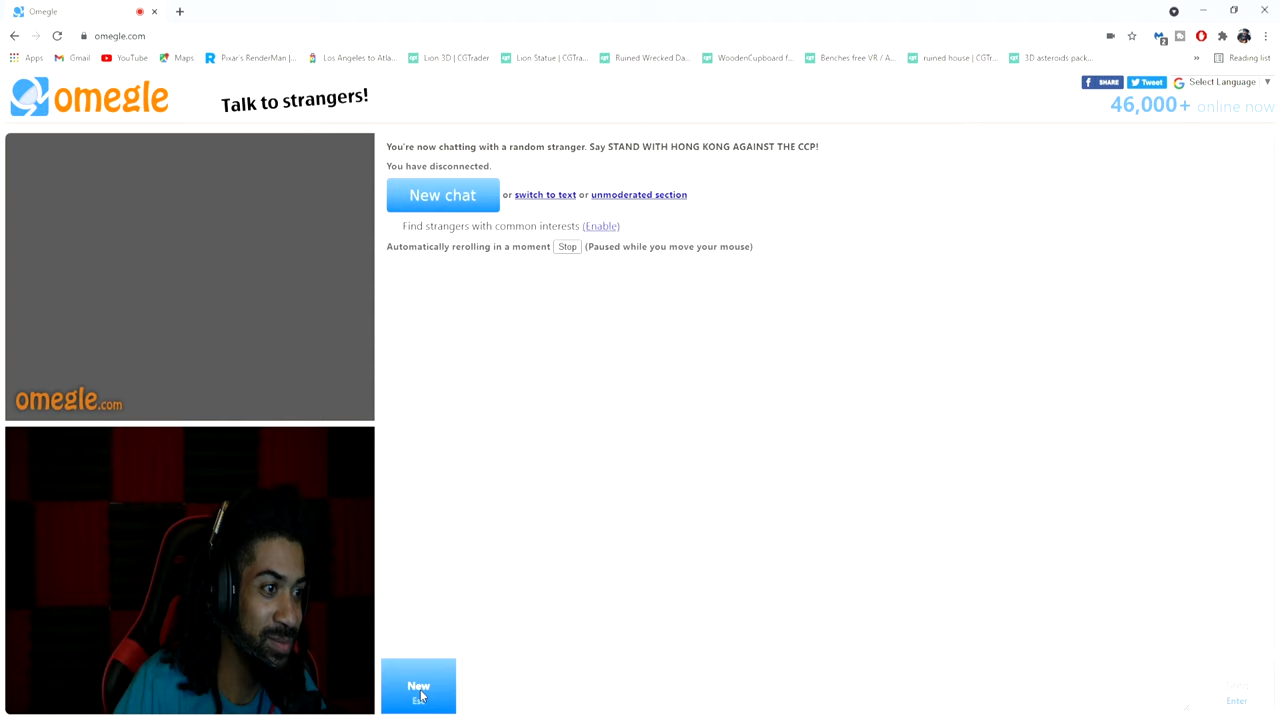 Omegle
omegle.com
Apps Gmail YouTube Maps Pixar's RenderMan |... Los Angeles to Atla... Lion 3D | CGTrader Lion Statue | CGTra... Ruined Wrecked Da... WoodenCupboard f... Benches free VR / A... ruined house | CGTr... 3D asteroids pack... » Reading list
omegle Talk to strangers! SHARE Tweet Select Language ▼
46,000+ online now
You're now chatting with a random stranger. Say STAND WITH HONG KONG AGAINST THE CCP!
You have disconnected.
New chat or switch to text or unmoderated section
Find strangers with common interests (Enable)
Automatically rerolling in a moment Stop (Paused while you move your mouse)
omegle.com
New
Enter